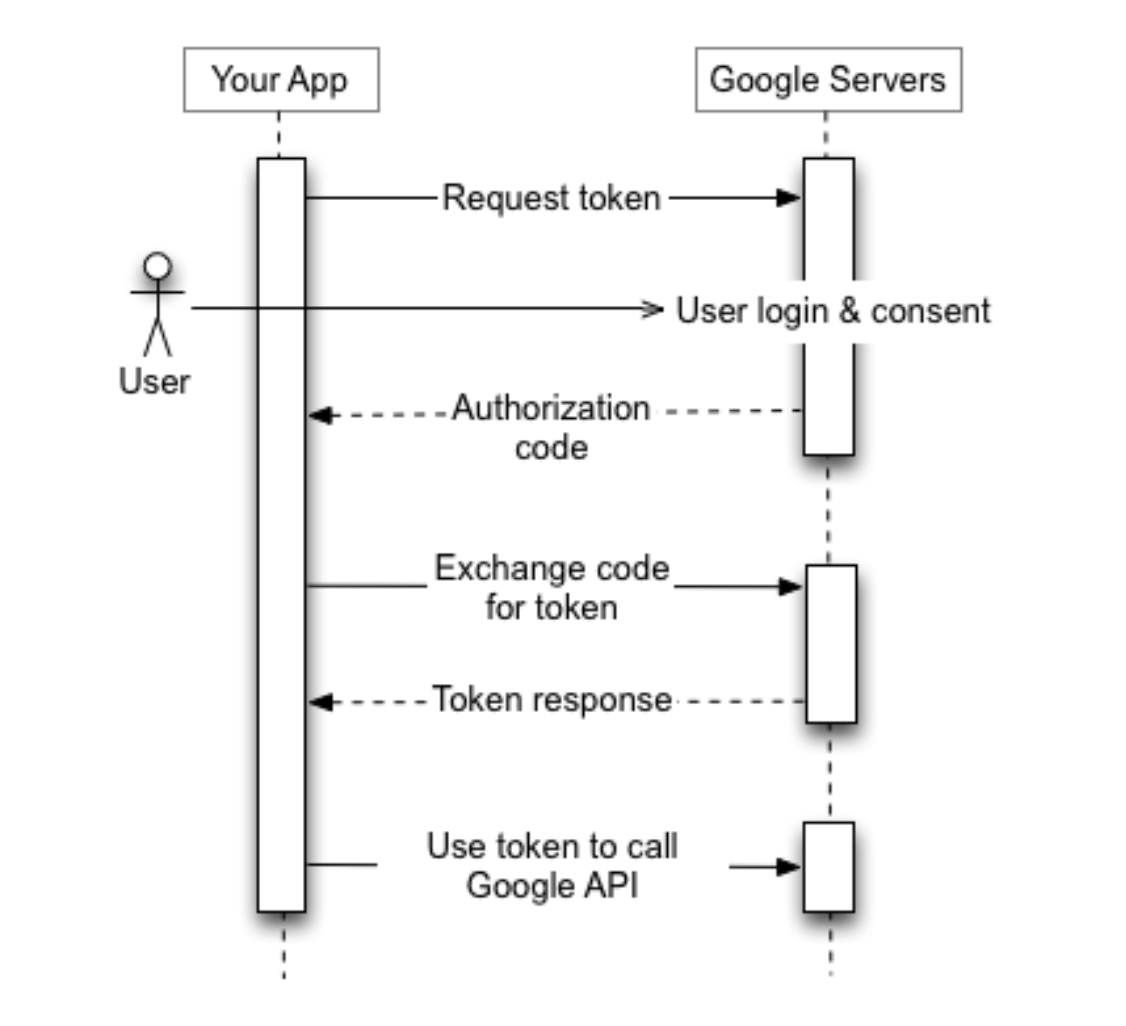 Your App
Google Servers
Request token
User login & consent
User
Authorization
code
Exchange code
for token
Token response
Use token to call
Google API